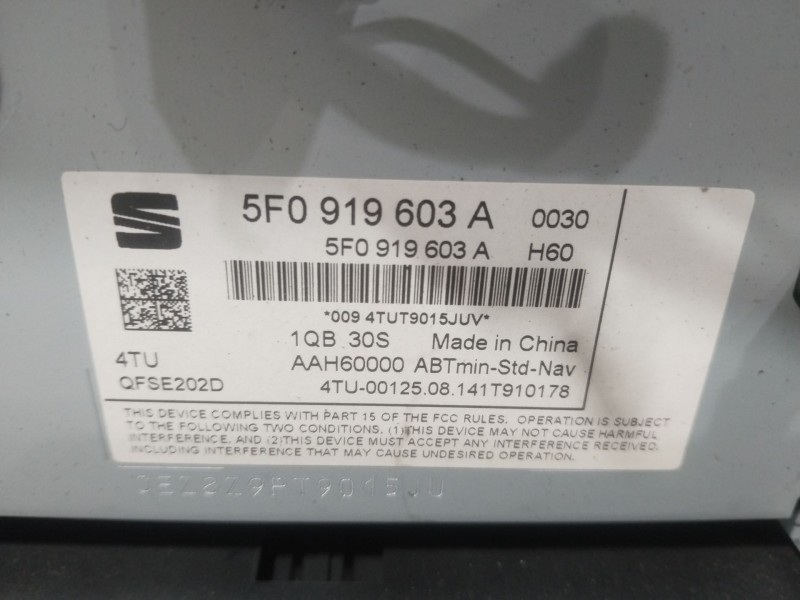 5F0 919 603 A 0030
5F0 919 603 A H60
*009 4TUT9015JUV*
1QB 30S Made in China
4TU AAH60000 ABTmin-Std-Nav
QFSE202D 4TU-00125.08.141T910178
THIS DEVICE COMPLIES WITH PART 15 OF THE FCC RULES. OPERATION IS SUBJECT
TO THE FOLLOWING TWO CONDITIONS. (1)THIS DEVICE MAY NOT CAUSE HARMFUL
INTERFERENCE. AND (2)THIS DEVICE MUST ACCEPT ANY INTERFERENCE RECEIVED.
INCLUDING INTERFERENCE THAT MAY CAUSE UNDESIRED OPERATION.